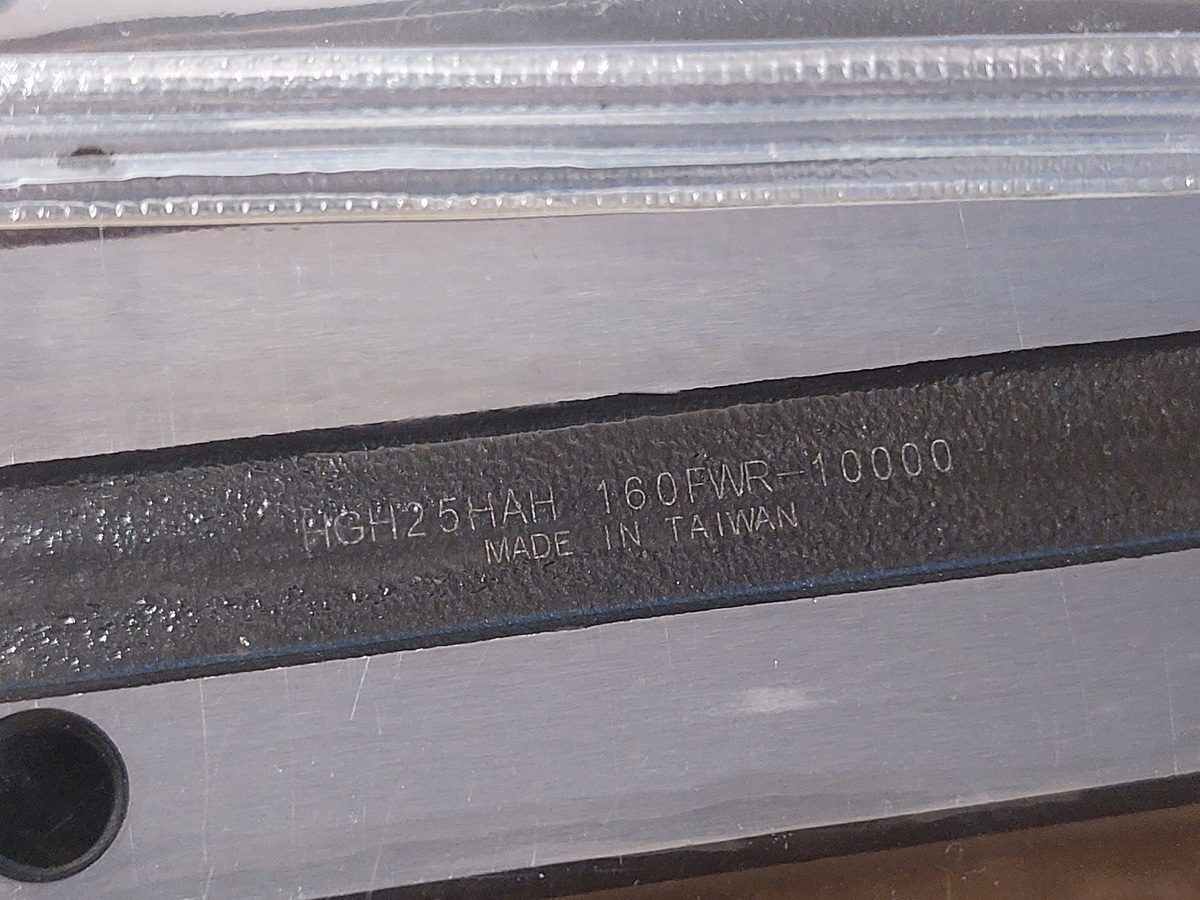 HGH25HAH 160FWR-10000
MADE IN TAIWAN